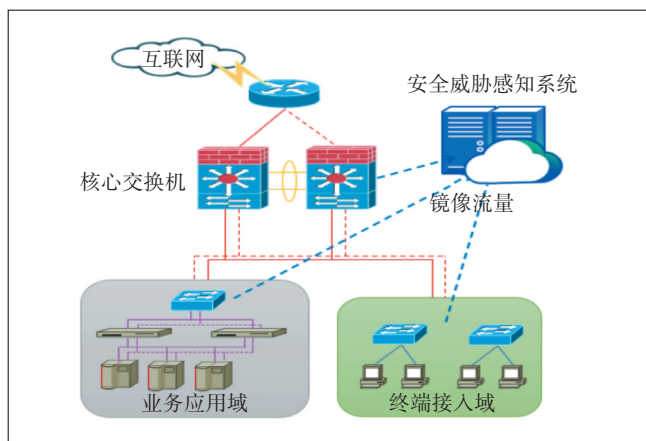 互联网
安全威胁感知系统
核心交换机
镜像流量
业务应用域
终端接入域